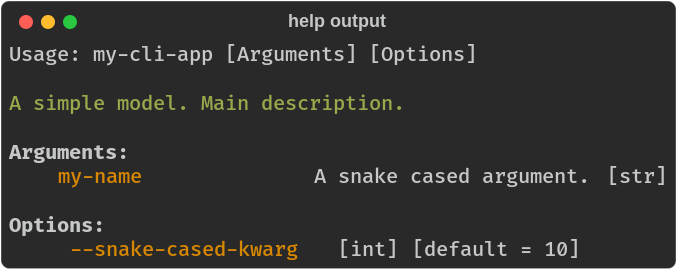 help output
Usage: my-cli-app [Arguments] [Options]
A simple model. Main description.
Arguments:
my-name A snake cased argument. [str]
Options:
--snake-cased-kwarg [int] [default = 10]